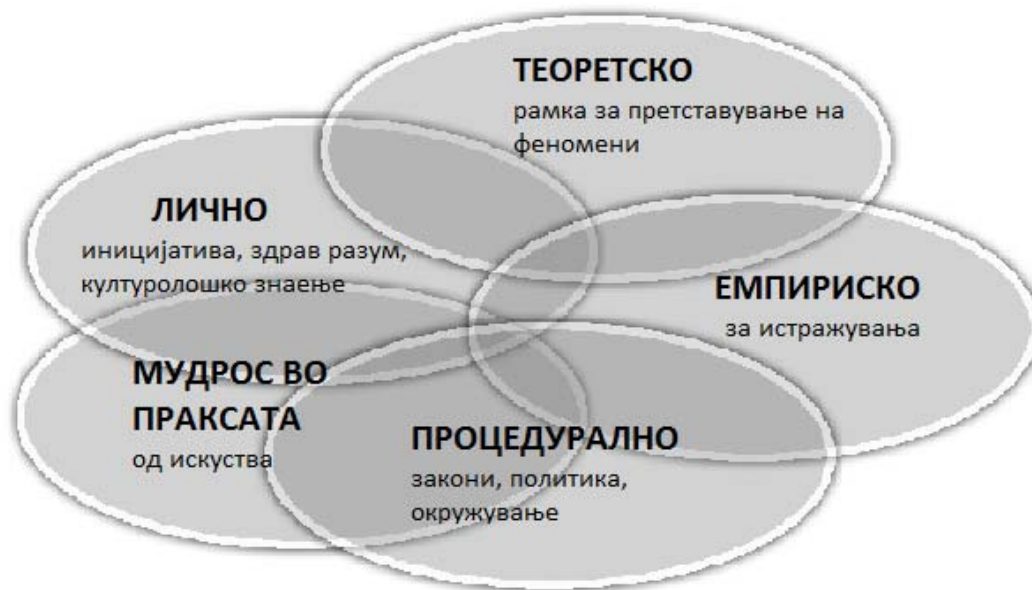 ТЕОРЕТСКО
рамка за претставување на
феномени
ЛИЧНО
иницијатива, здрав разум,
културолошко знаење
ЕМПИРИСКО
за истражувања
МУДРОС ВО
ПРАКСАТА
од искуства
ПРОЦЕДУРАЛНО
закони, политика,
окружување